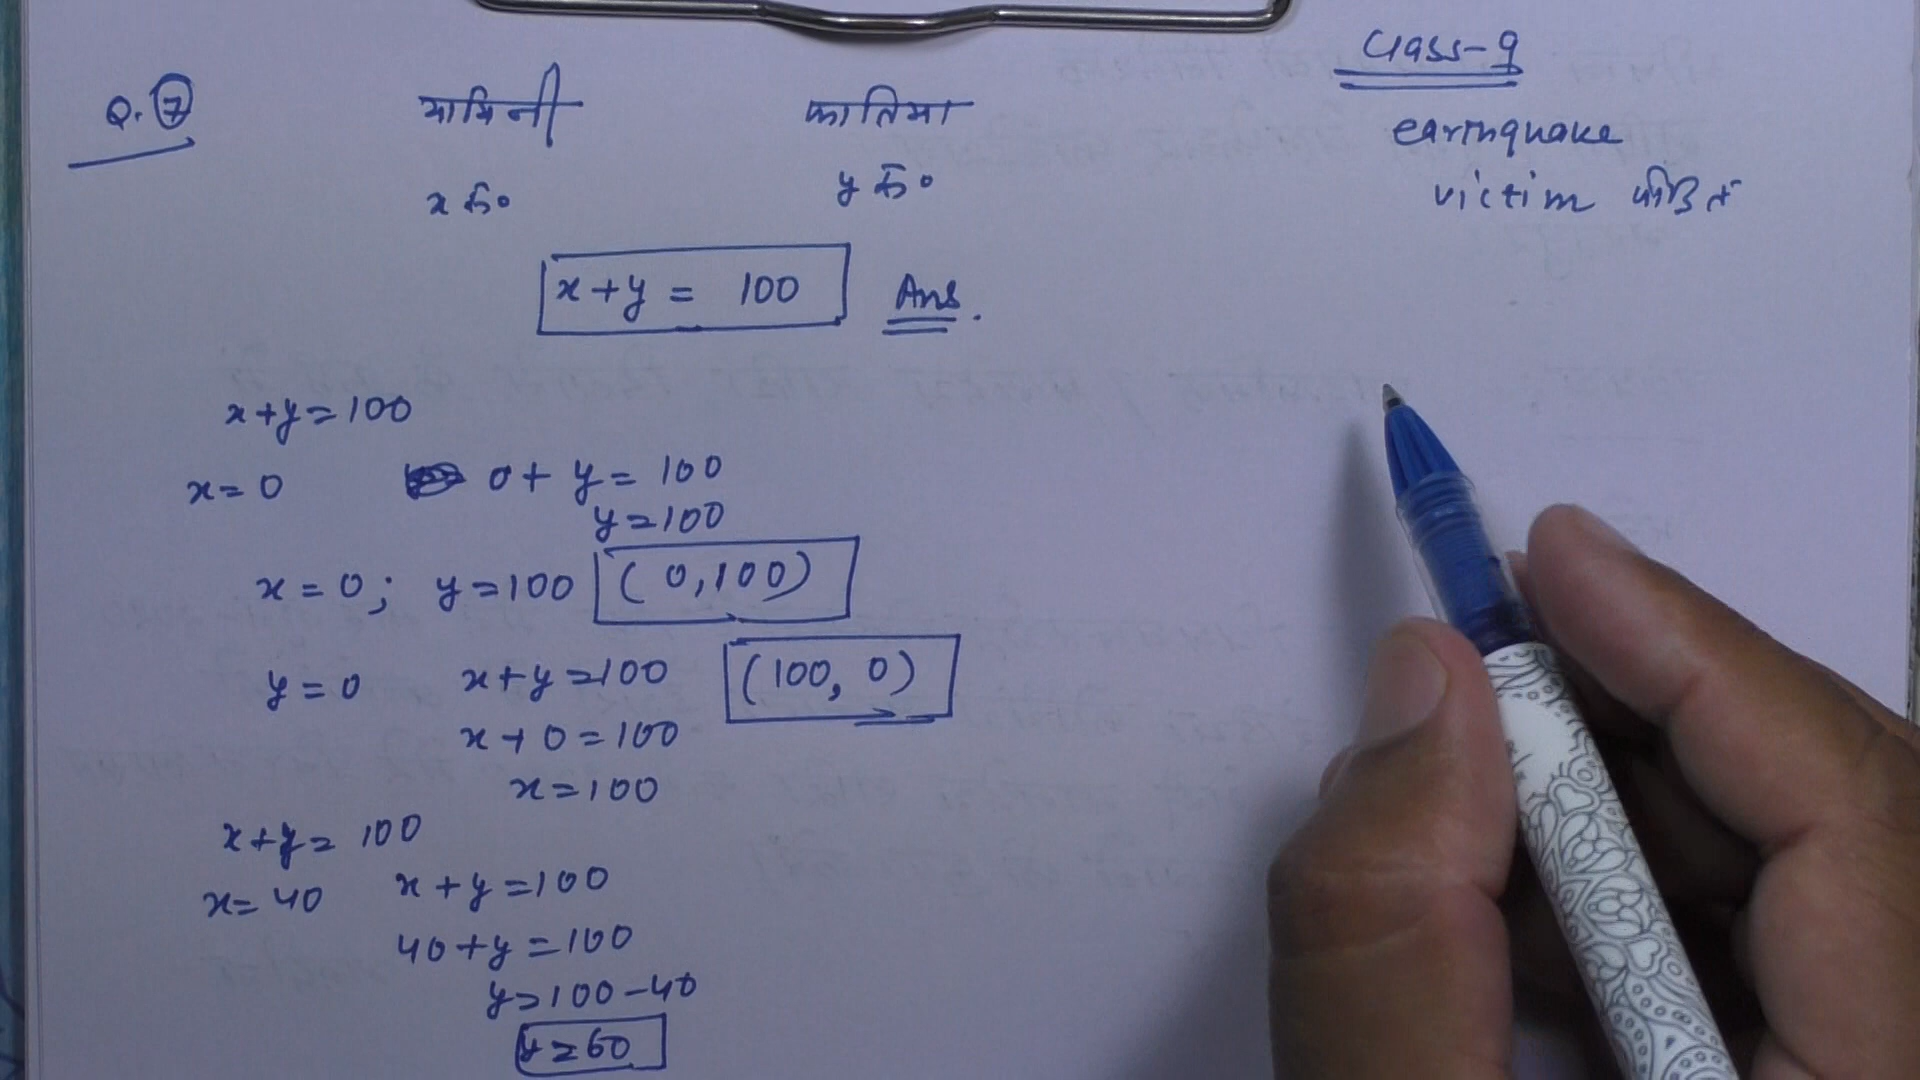 Class-9
Q. 7 यामिनी फातिमा
earthquake
x रु० y रु०
victim पीड़ित
x + y = 100 Ans.
x + y = 100
x = 0 0 + y = 100
y = 100
x = 0; y = 100 (0, 100)
y = 0 x + y = 100 (100, 0)
x + 0 = 100
x = 100
x + y = 100
x = 40 x + y = 100
40 + y = 100
y = 100 - 40
y = 60